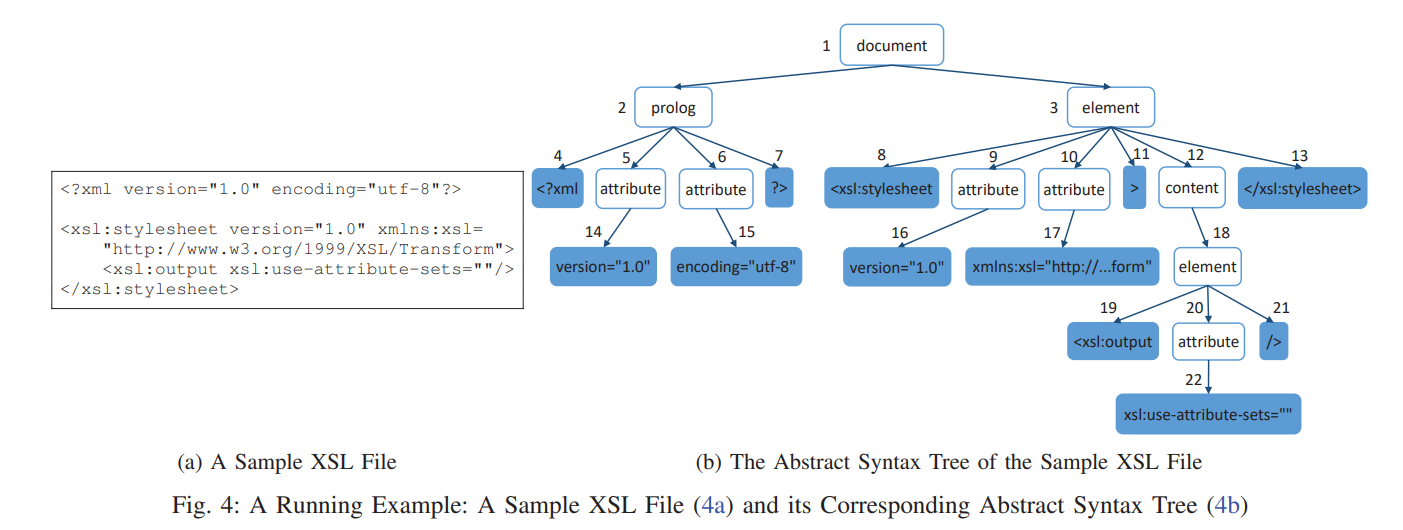 <?xml version="1.0" encoding="utf-8"?>
<xsl:stylesheet version="1.0" xmlns:xsl=
"http://www.w3.org/1999/XSL/Transform">
<xsl:output xsl:use-attribute-sets=""/>
</xsl:stylesheet>
(a) A Sample XSL File
1 document
2 prolog
3 element
4 5 6 7 8 9 10 11 12 13
<?xml attribute attribute ?> <xsl:stylesheet attribute attribute > content </xsl:stylesheet>
14 15 16 17 18
version="1.0" encoding="utf-8" version="1.0" xmlns:xsl="http://...form" element
19 20 21
<xsl:output attribute />
22
xsl:use-attribute-sets=""
(b) The Abstract Syntax Tree of the Sample XSL File
Fig. 4: A Running Example: A Sample XSL File (4a) and its Corresponding Abstract Syntax Tree (4b)